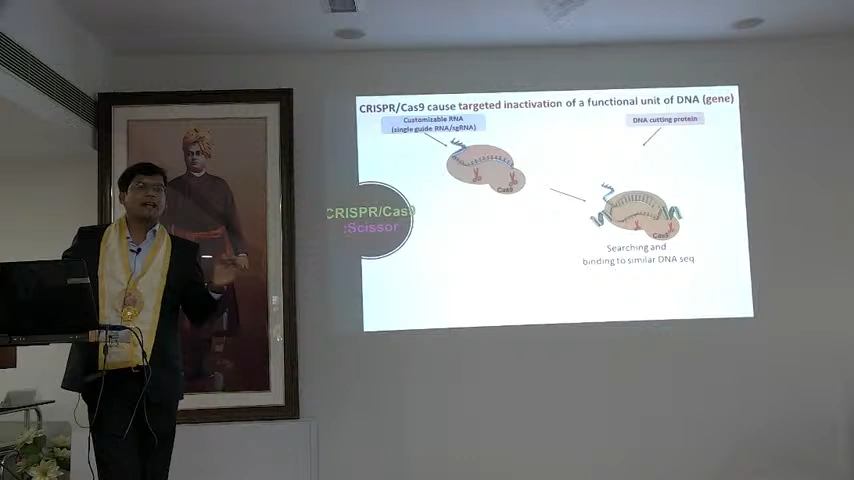 CRISPR/Cas9 cause targeted inactivation of a functional unit of DNA (gene)
Customizable RNA
(single guide RNA/sgRNA)
DNA cutting protein
Cas9
CRISPR/Cas9
:Scissor
Cas9
Searching and
binding to similar DNA seq